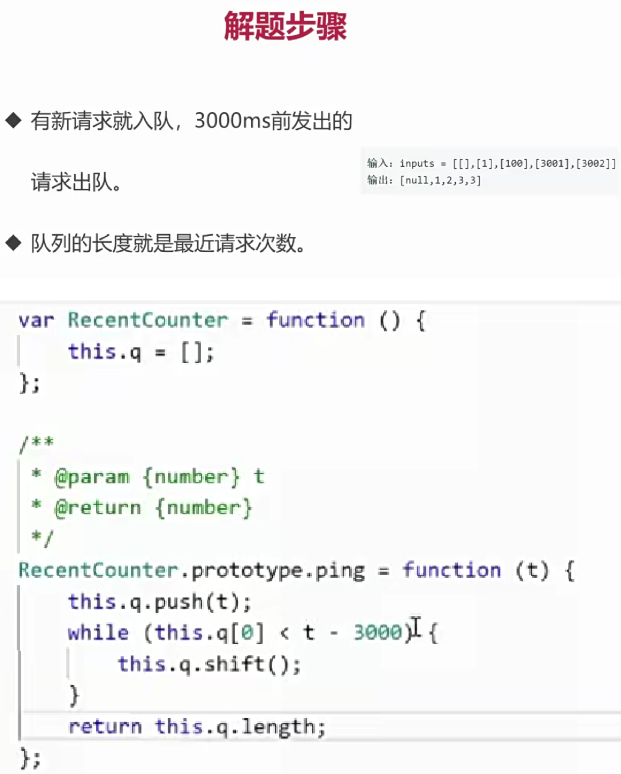 解题步骤
◆ 有新请求就入队，3000ms前发出的
请求出队。
输入: inputs = [[],[1],[100],[3001],[3002]]
输出: [null,1,2,3,3]
◆ 队列的长度就是最近请求次数。
var RecentCounter = function () {
    this.q = [];
};
/**
 * @param {number} t
 * @return {number}
 */
RecentCounter.prototype.ping = function (t) {
    this.q.push(t);
    while (this.q[0] < t - 3000) {
        this.q.shift();
    }
    return this.q.length;
};